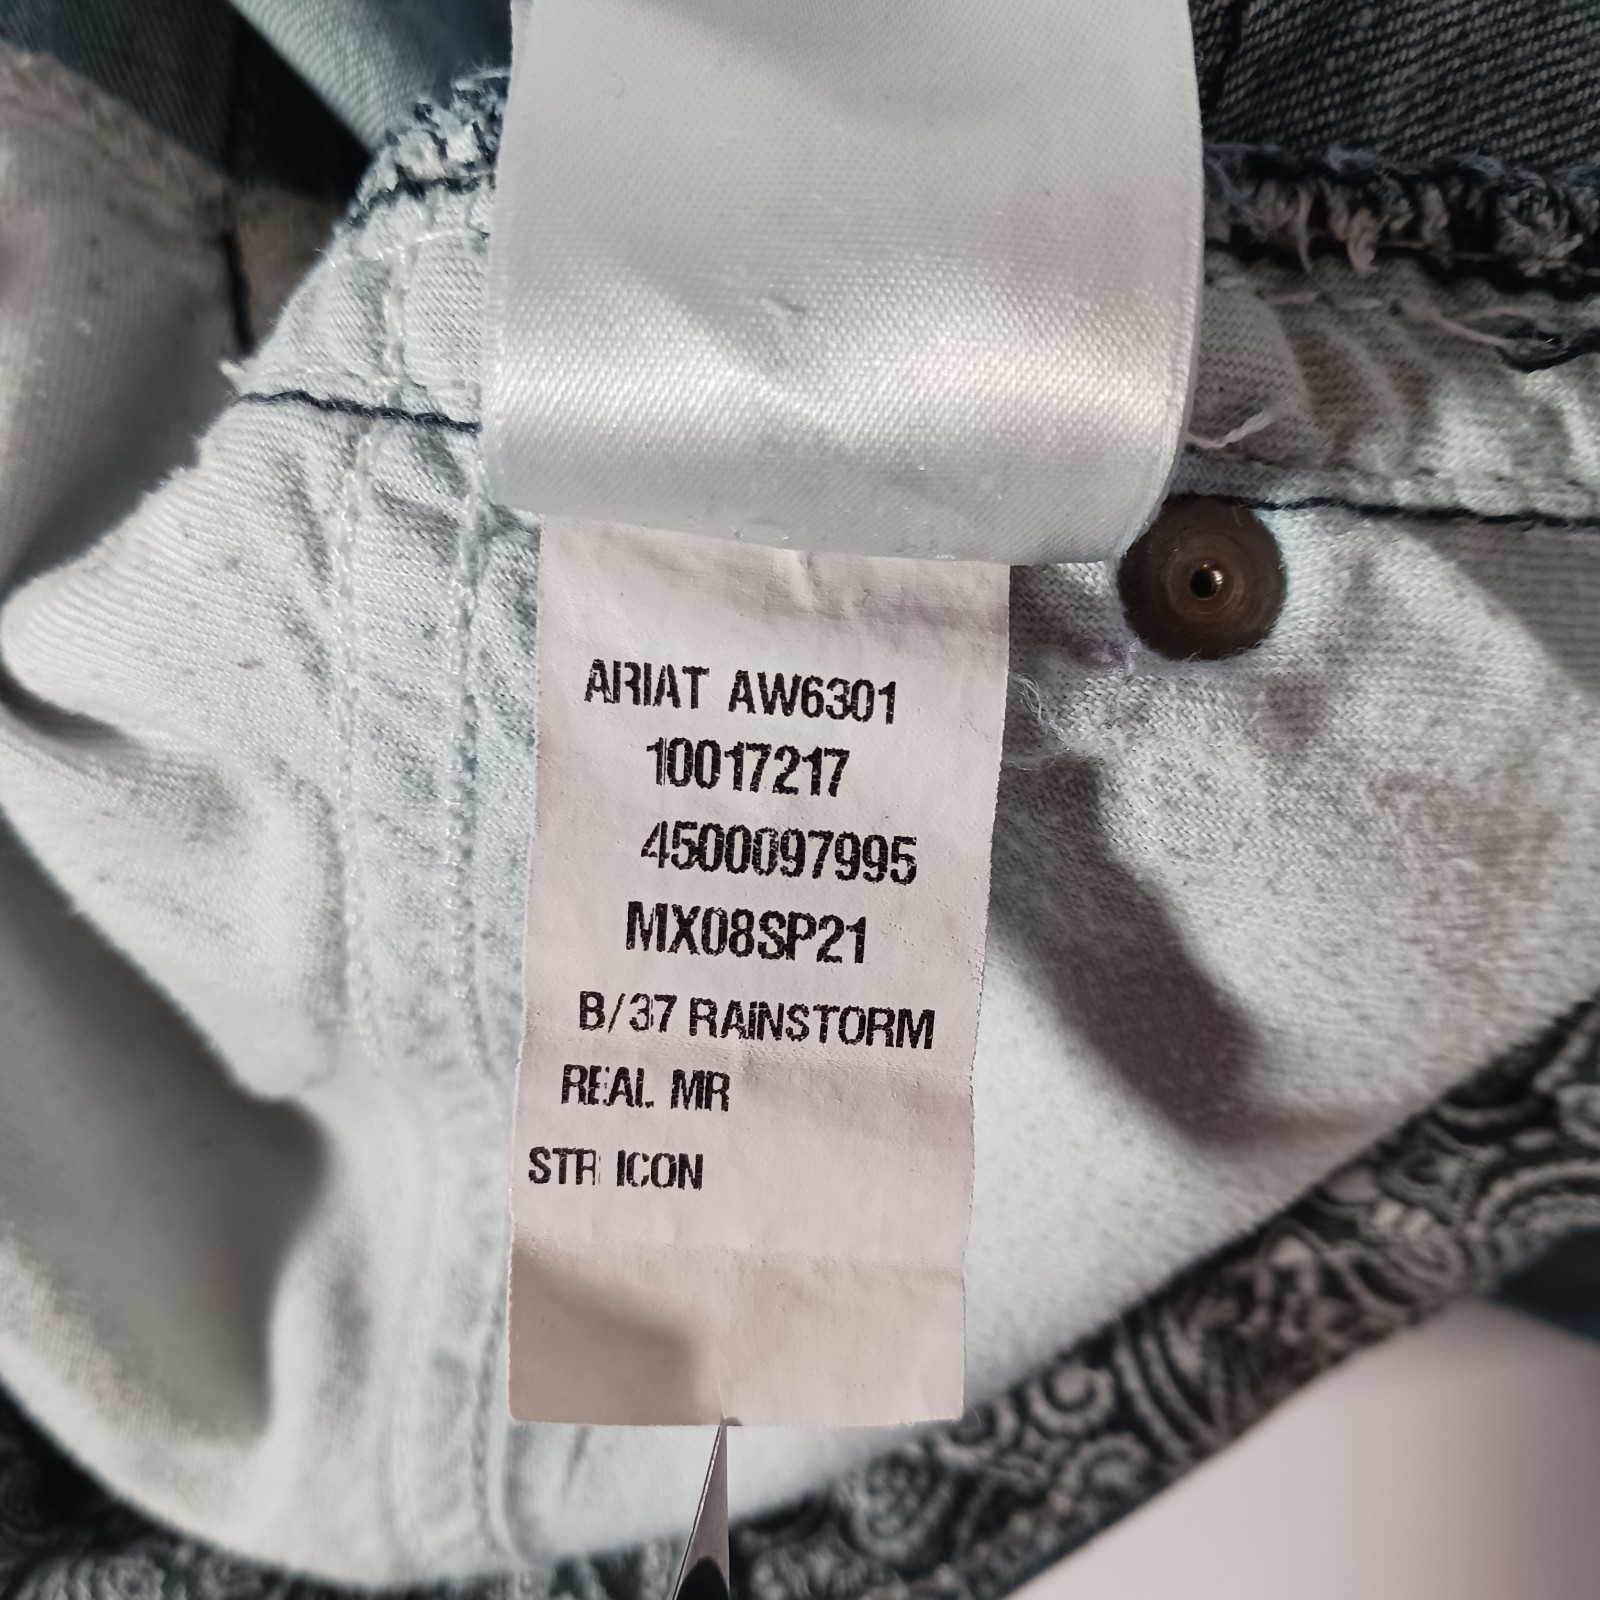 ARIAT AW6301
10017217
4500097995
MX08SP21
B/37 RAINSTORM
REAL MR
STR ICON